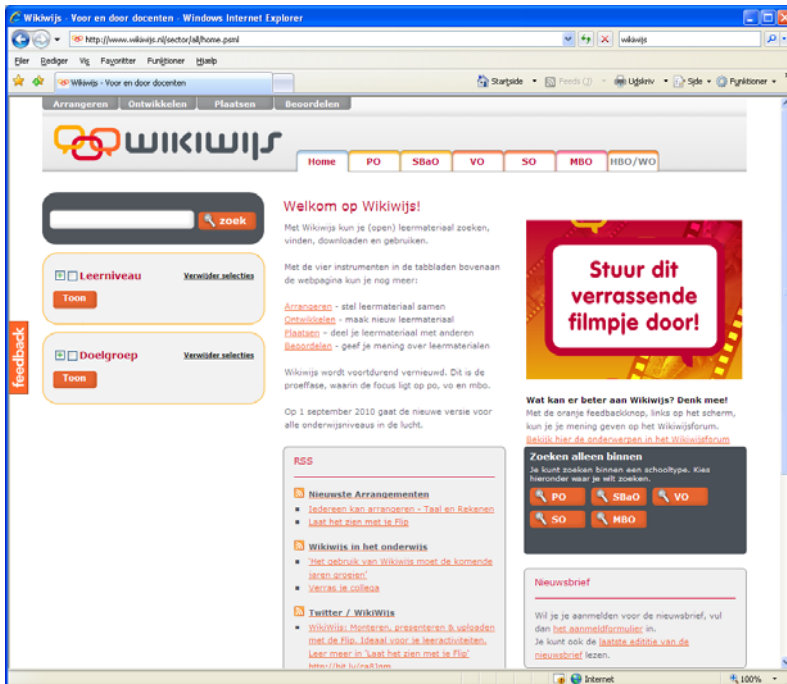 Wikiwijs - Voor en door docenten - Windows Internet Explorer
http://www.wikiwijs.nl/sector/all/home.psml
wikiwijs
Filer Rediger Vis Favoritter Funktioner Hjælp
Wikiwijs - Voor en door docenten
Startside Feeds (J) Udskriv Side Funktioner
Arrangeren Ontwikkelen Plaatsen Beoordelen
WIKIWIJS
Home PO SBaO VO SO MBO HBO/WO
zoek
Leerniveau Verwijder selecties
Toon
Doelgroep Verwijder selecties
Toon
feedback
Welkom op Wikiwijs!
Met Wikiwijs kun je (open) leermateriaal zoeken,
vinden, downloaden en gebruiken.
Met de vier instrumenten in de tabbladen bovenaan
de webpagina kun je nog meer:
Arrangeren - stel leermateriaal samen
Ontwikkelen - maak nieuw leermateriaal
Plaatsen - deel je leermateriaal met anderen
Beoordelen - geef je mening over leermaterialen
Wikiwijs wordt voortdurend vernieuwd. Dit is de
proeffase, waarin de focus ligt op po, vo en mbo.
Op 1 september 2010 gaat de nieuwe versie voor
alle onderwijsniveaus in de lucht.
RSS
Nieuwste Arrangementen
Iedereen kan arrangeren - Taal en Rekenen
Laat het zien met je Flip
Wikiwijs in het onderwijs
'Het gebruik van Wikiwijs moet de komende
jaren groeien'
Verras je collega
Twitter / WikiWijs
WikiWijs: Monteren, presenteren & uploaden
met de Flip. Ideaal voor je leeractiviteiten.
Leer meer in 'Laat het zien met je Flip'
Stuur dit
verrassende
filmpje door!
Wat kan er beter aan Wikiwijs? Denk mee!
Met de oranje feedbackknop, links op het scherm,
kun je je mening geven op het Wikiwijsforum.
Bekijk hier de onderwerpen in het Wikiwijsforum
Zoeken alleen binnen
Je kunt zoeken binnen een schooltype. Kies
hieronder waar je wilt zoeken.
PO SBaO VO
SO MBO
Nieuwsbrief
Wil je je aanmelden voor de nieuwsbrief, vul
dan het aanmeldformulier in.
Je kunt ook de laatste edititie van de
nieuwsbrief lezen.
Internet 100%